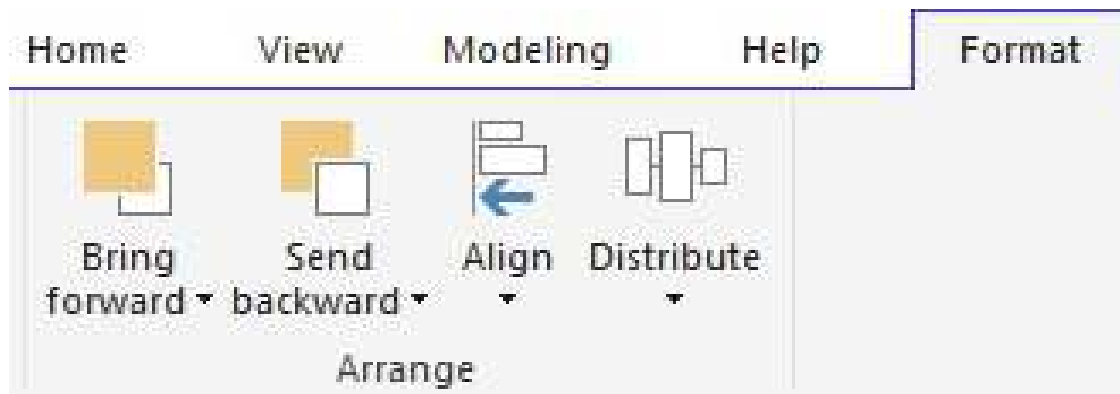 Home View Modeling Help Format
Bring forward Send backward Align Distribute
Arrange